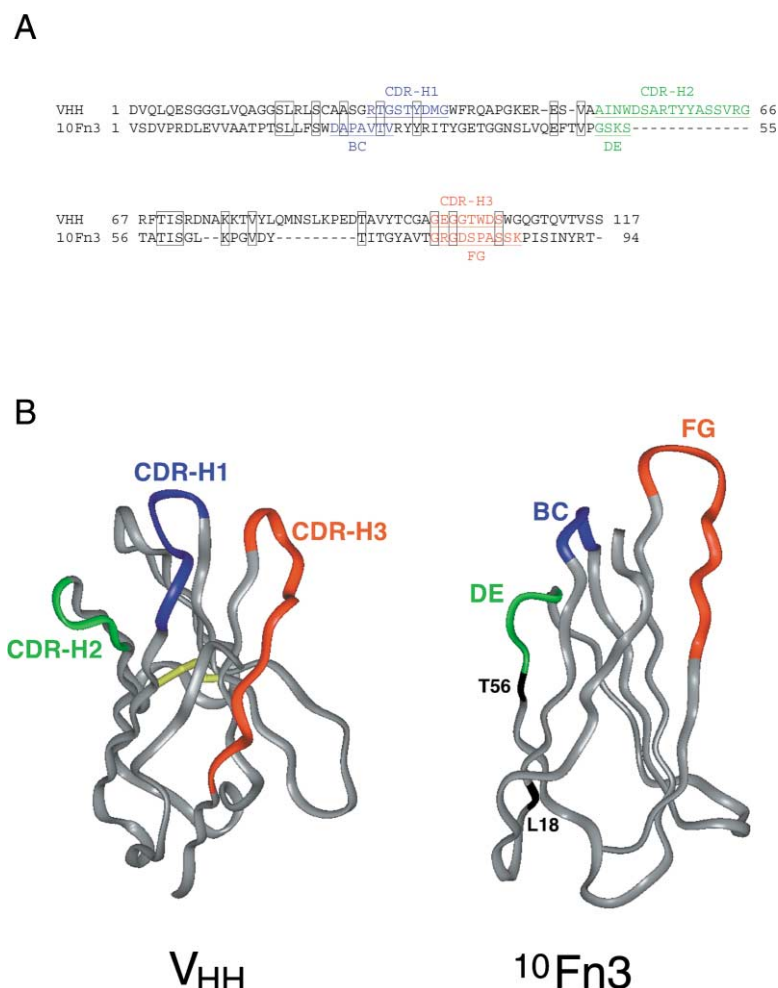 A
CDR-H1 CDR-H2
VHH 1 DVQLQESGGGLVQAGGSLRLSCAASGRTGSTYDMGWFRQAPGKER-ES-VAAINWDSARTYYASSVRG 66
10Fn3 1 VSDVPRDLEVVAATPTSLLFSWDAPAVTVRYYRITYGETGGNSLVQEFTVPGSKS------------- 55
BC DE
CDR-H3
VHH 67 RFTISRDNAKKTVYLQMNSLKPEDTAVYTCGAGEGGTWDSWGQGTQVTVSS 117
10Fn3 56 TATISGL--KPGVDY---------TITGYAVTGRGDSPASSKPISINYRT- 94
FG
B
FG
CDR-H1
BC
CDR-H3
DE
CDR-H2
T56
L18
VHH 10Fn3